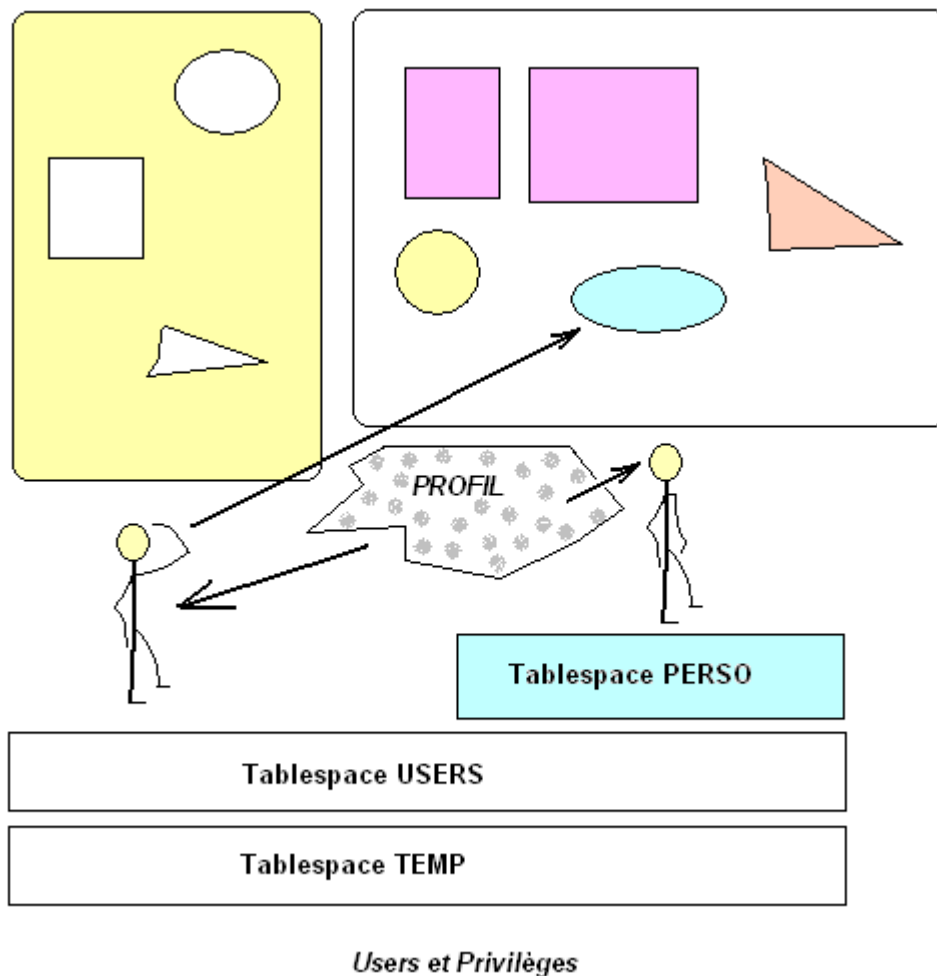 PROFIL
Tablespace PERSO
Tablespace USERS
Tablespace TEMP
Users et Privilèges